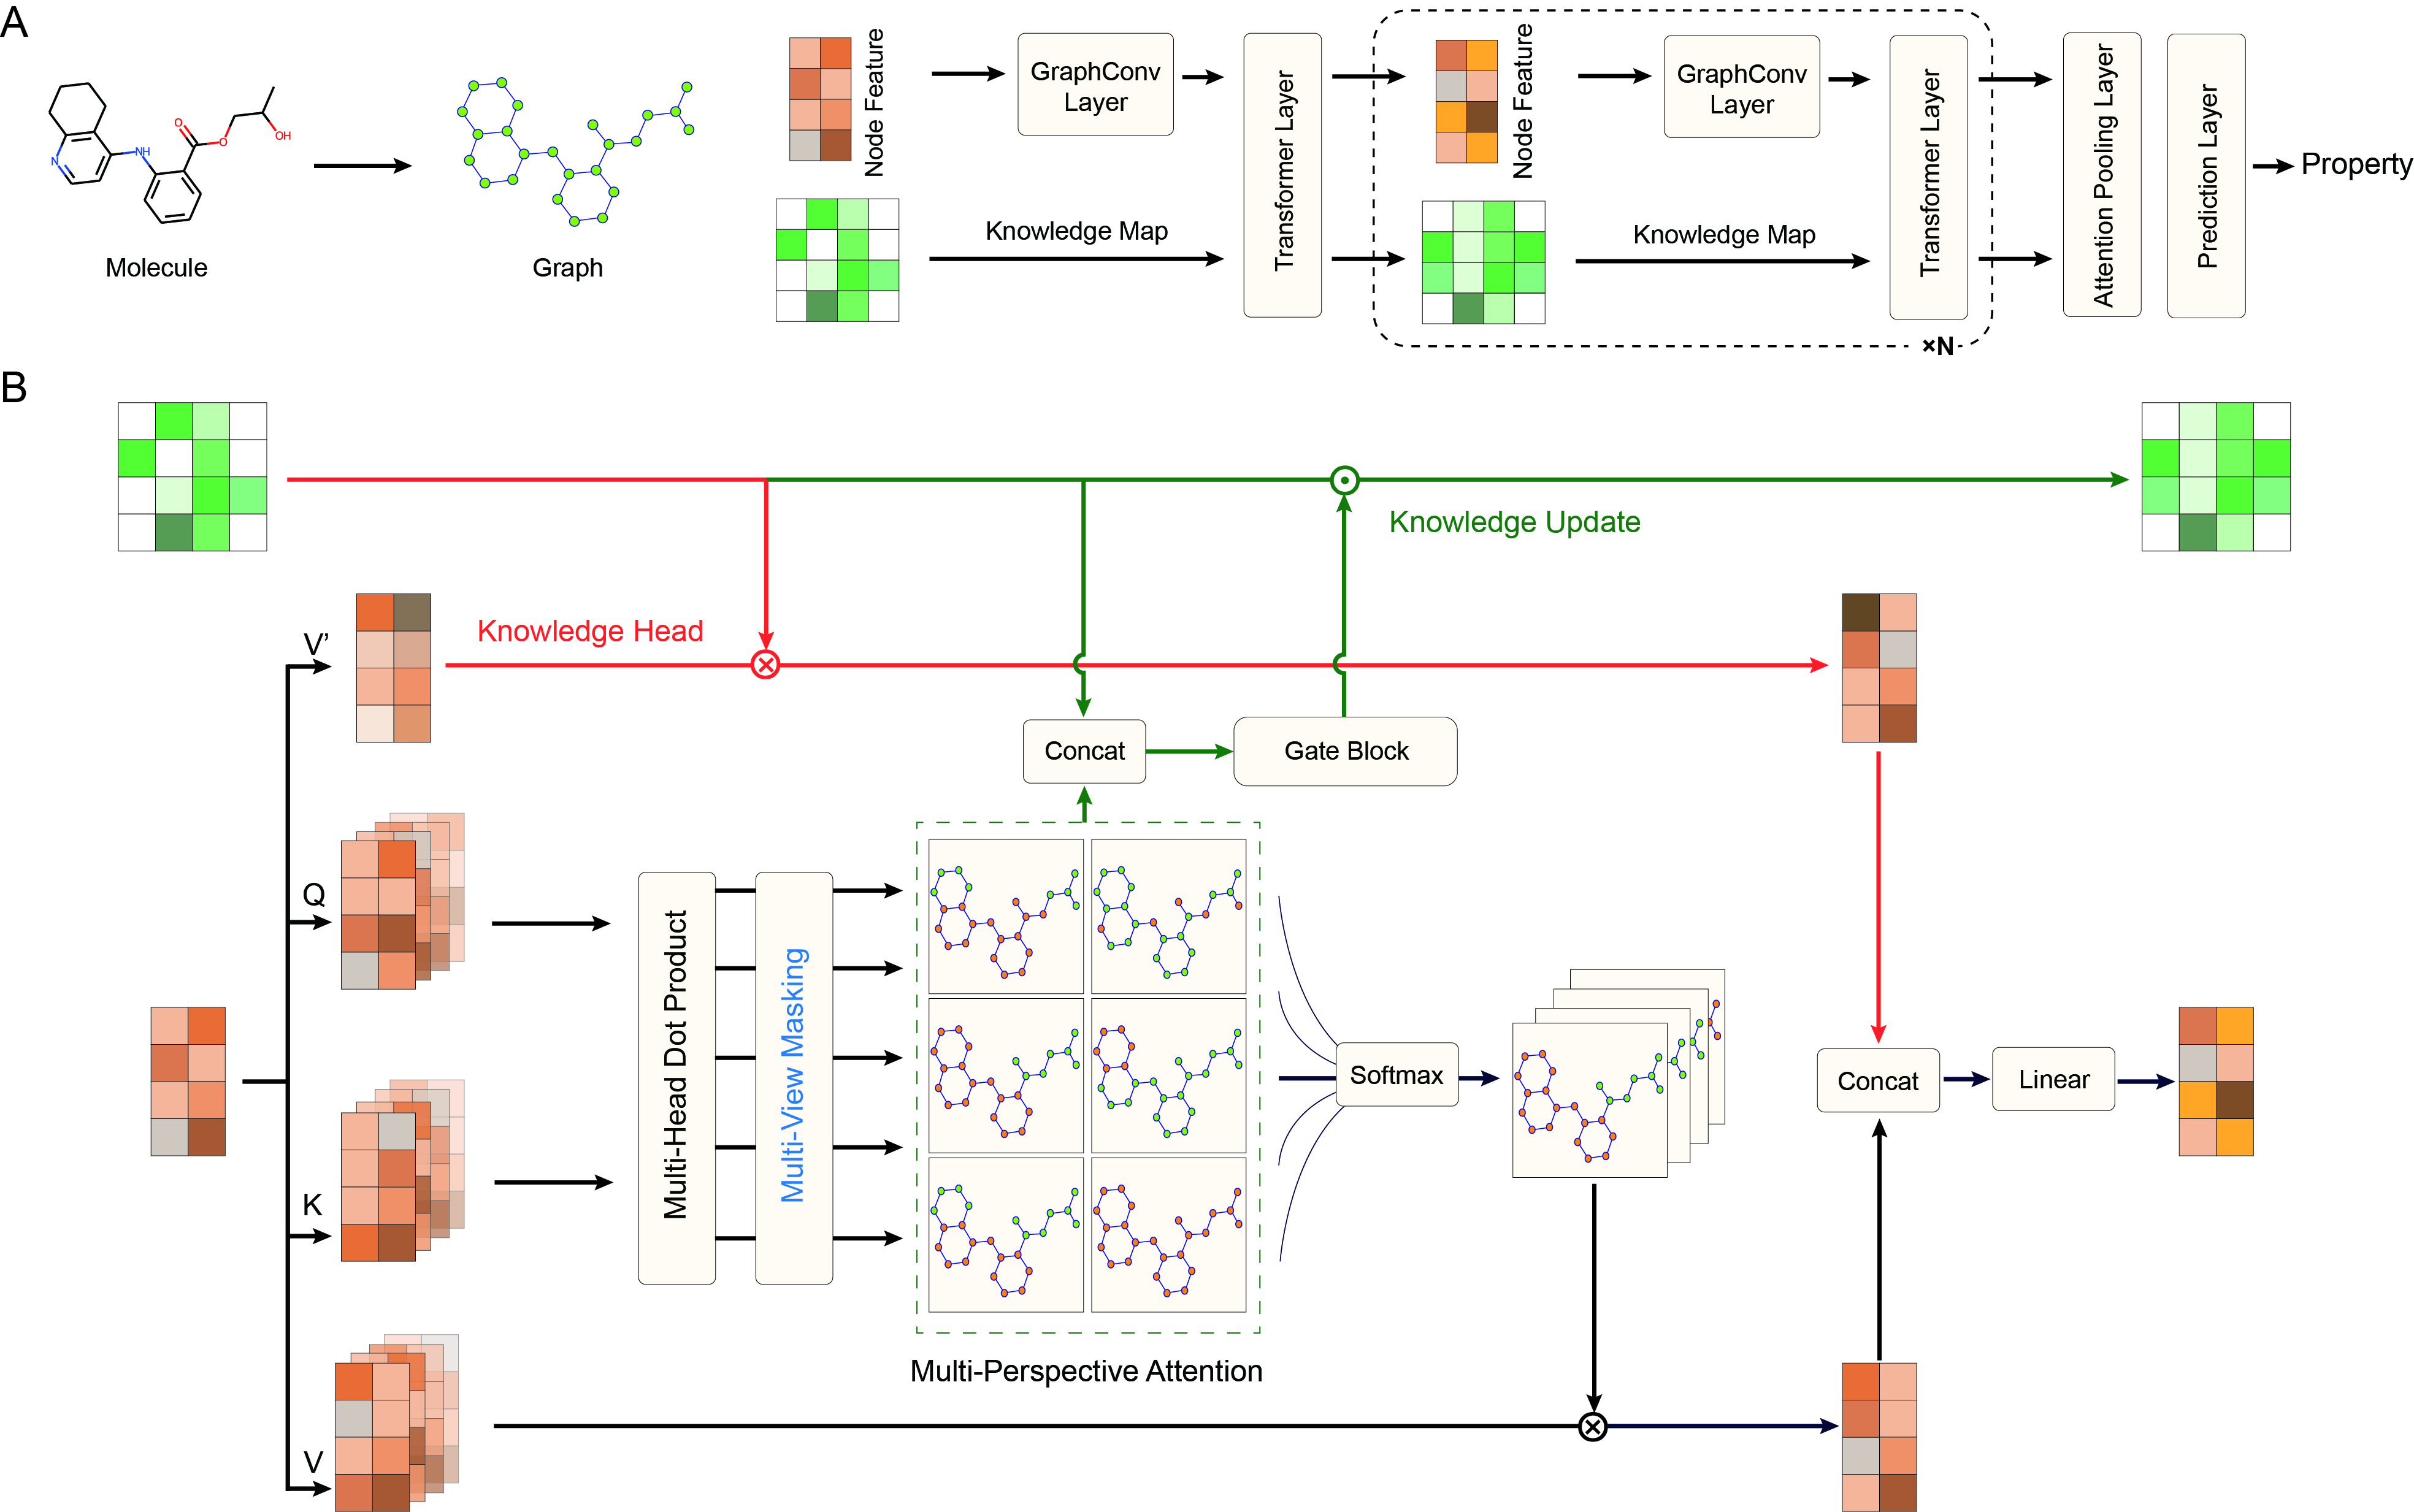 A
N
NH
O
O
OH
Molecule
Graph
Node Feature
Knowledge Map
GraphConv
Layer
Transformer Layer
Node Feature
Knowledge Map
GraphConv
Layer
Transformer Layer
×N
Attention Pooling Layer
Prediction Layer
Property
B
Knowledge Update
V’
Knowledge Head
Concat
Gate Block
Q
K
V
Multi-Head Dot Product
Multi-View Masking
Multi-Perspective Attention
Softmax
Concat
Linear